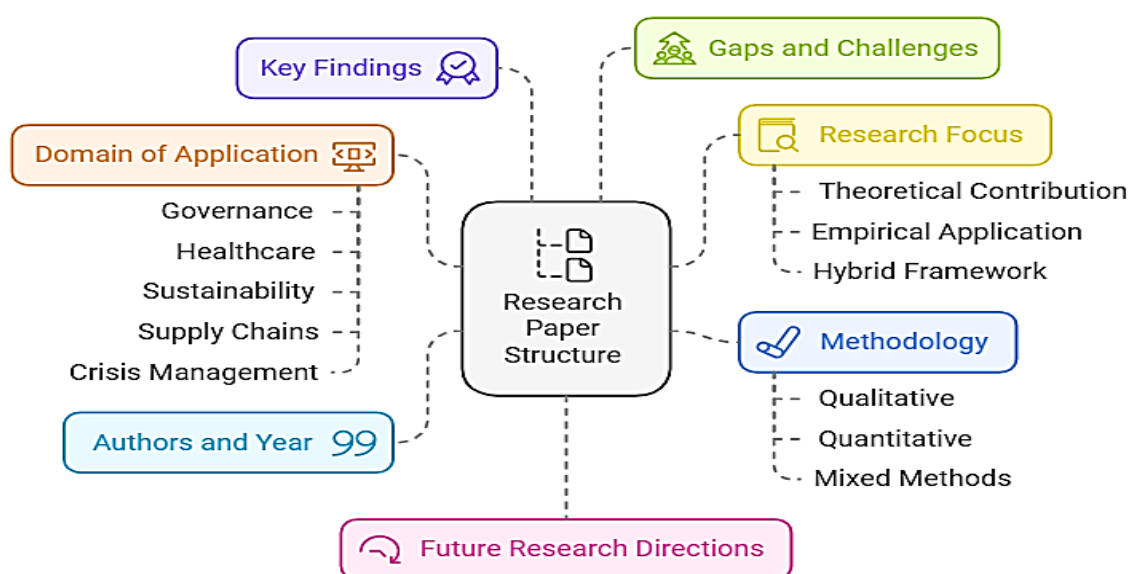 Key Findings
Gaps and Challenges
Domain of Application
Governance
Healthcare
Sustainability
Supply Chains
Crisis Management
Authors and Year
Research
Paper
Structure
Research Focus
Theoretical Contribution
Empirical Application
Hybrid Framework
Methodology
Qualitative
Quantitative
Mixed Methods
Future Research Directions